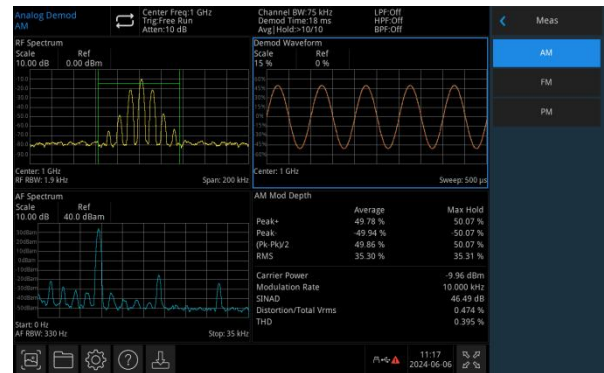 Analog Demod
AM
Center Freq:1 GHz
Trig:Free Run
Atten:10 dB
Channel BW:75 kHz
Demod Time:18 ms
Avg|Hold:>10/10
LPF:Off
HPF:Off
BPF:Off
Meas
AM
FM
PM
RF Spectrum
Scale Ref
10.00 dB 0.00 dBm
Center: 1 GHz
RF RBW: 1.9 kHz
Span: 200 kHz
Demod Waveform
Scale Ref
15 % 0 %
Center: 1 GHz
Sweep: 500 µs
AF Spectrum
Scale Ref
10.00 dB 40.0 dBam
Start: 0 Hz
AF RBW: 330 Hz
Stop: 35 kHz
AM Mod Depth
Average Max Hold
Peak+ 49.78 % 50.07 %
Peak- -49.94 % -50.07 %
(Pk-Pk)/2 49.86 % 50.07 %
RMS 35.30 % 35.31 %
Carrier Power -9.96 dBm
Modulation Rate 10.000 kHz
SINAD 46.49 dB
Distortion/Total Vrms 0.474 %
THD 0.395 %
11:17
2024-06-06